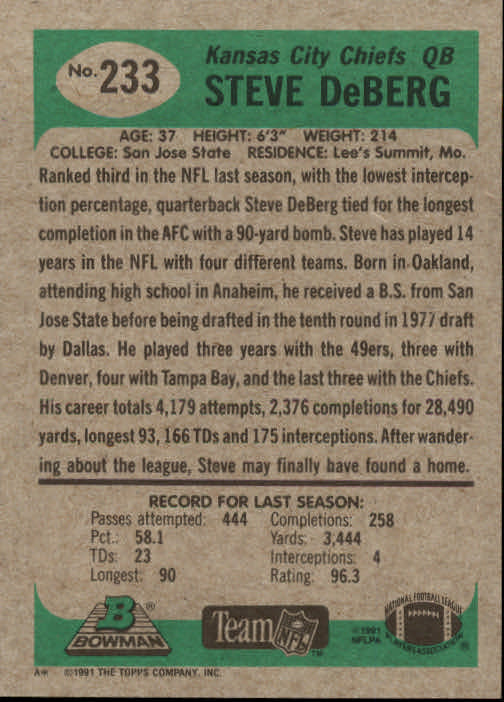 No. 233
Kansas City Chiefs QB
STEVE DeBERG
AGE: 37 HEIGHT: 6'3" WEIGHT: 214
COLLEGE: San Jose State RESIDENCE: Lee's Summit, Mo.
Ranked third in the NFL last season, with the lowest intercep-
tion percentage, quarterback Steve DeBerg tied for the longest
completion in the AFC with a 90-yard bomb. Steve has played 14
years in the NFL with four different teams. Born in Oakland,
attending high school in Anaheim, he received a B.S. from San
Jose State before being drafted in the tenth round in 1977 draft
by Dallas. He played three years with the 49ers, three with
Denver, four with Tampa Bay, and the last three with the Chiefs.
His career totals 4,179 attempts, 2,376 completions for 28,490
yards, longest 93, 166 TDs and 175 interceptions. After wander-
ing about the league, Steve may finally have found a home.
RECORD FOR LAST SEASON:
Passes attempted: 444 Completions: 258
Pct.: 58.1 Yards: 3,444
TDs: 23 Interceptions: 4
Longest: 90 Rating: 96.3
B ®
BOWMAN
Team NFL ™
© 1991
NFLPA
NATIONAL FOOTBALL LEAGUE
PLAYERS ASSOCIATION ®
A* ©1991 THE TOPPS COMPANY, INC.